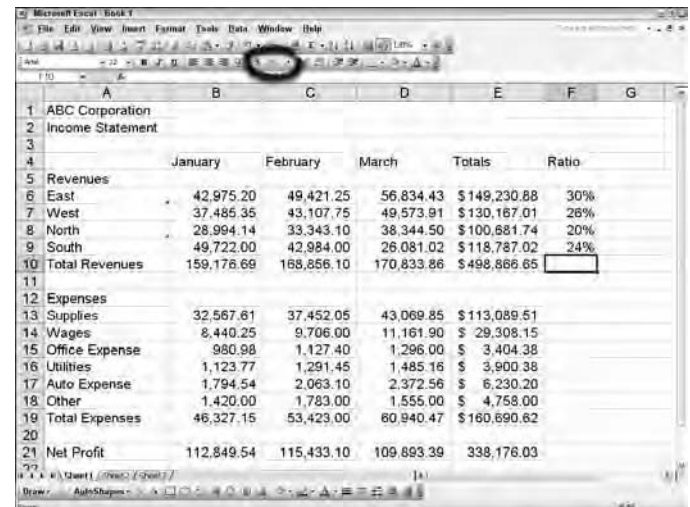 Microsoft Excel - Book 1
File Edit View Insert Format Tools Data Window Help
A B C D E F G
1 ABC Corporation
2 Income Statement
3
4 January February March Totals Ratio
5 Revenues
6 East 42,975.20 49,421.25 56,834.43 $149,230.88 30%
7 West 37,485.35 43,107.75 49,573.91 $130,167.01 26%
8 North 28,994.14 33,343.10 38,344.50 $100,681.74 20%
9 South 49,722.00 42,984.00 26,081.02 $118,787.02 24%
10 Total Revenues 159,176.69 168,856.10 170,833.86 $498,866.65
11
12 Expenses
13 Supplies 32,567.61 37,452.05 43,069.85 $113,089.51
14 Wages 8,440.25 9,706.00 11,161.90 $ 29,308.15
15 Office Expense 980.98 1,127.40 1,296.00 $ 3,404.38
16 Utilities 1,123.77 1,291.45 1,485.16 $ 3,900.38
17 Auto Expense 1,794.54 2,063.10 2,372.56 $ 6,230.20
18 Other 1,420.00 1,783.00 1,555.00 $ 4,758.00
19 Total Expenses 46,327.15 53,423.00 60,940.47 $160,690.62
20
21 Net Profit 112,849.54 115,433.10 109,893.39 338,176.03
Sheet1 Sheet2 Sheet3
Draw AutoShapes